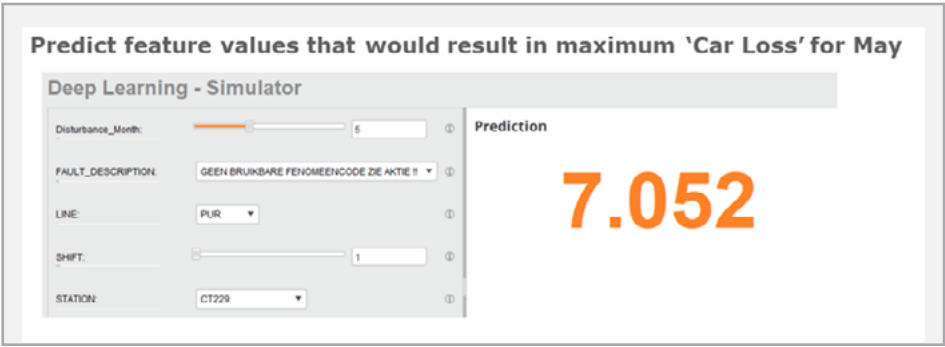 Predict feature values that would result in maximum ‘Car Loss’ for May
Deep Learning - Simulator
Disturbance_Month:
5
Prediction
FAULT_DESCRIPTION:
GEEN BRUIKBARE FENOMEENCODE ZIE AKTIE !!
7.052
LINE:
PUR
SHIFT:
1
STATION:
CT229